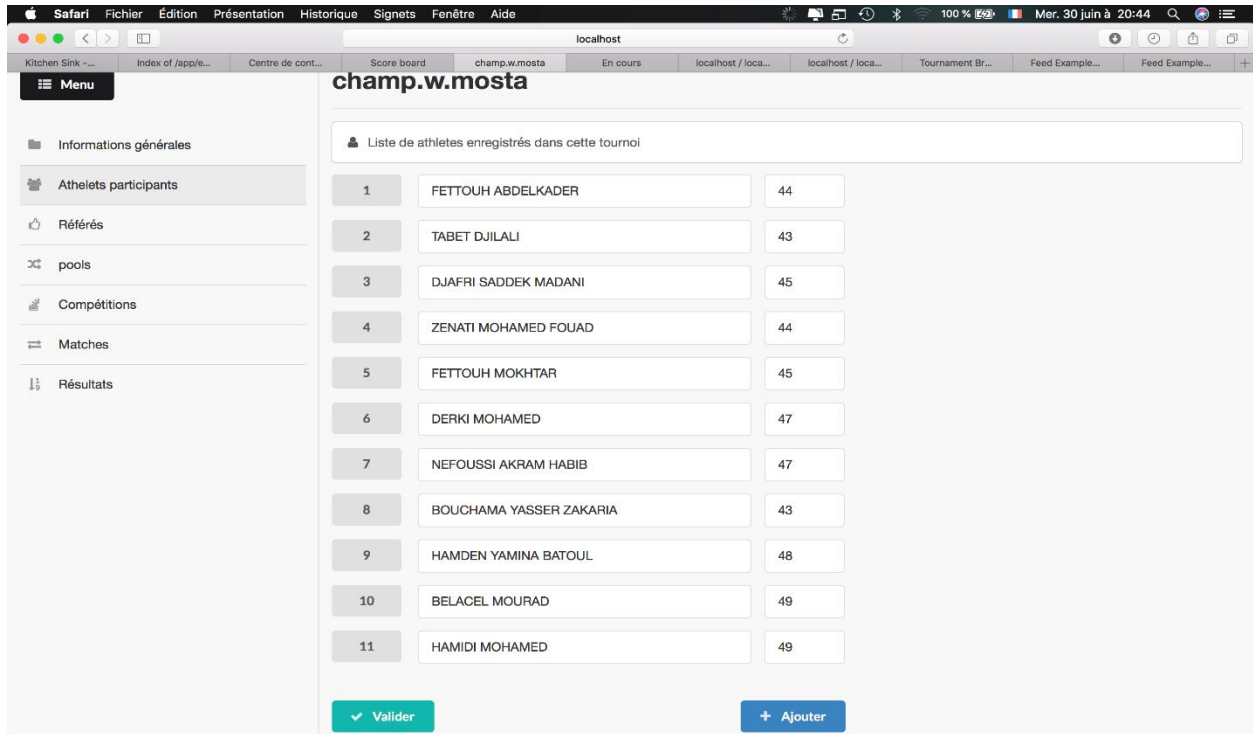 Safari Fichier Édition Présentation Historique Signets Fenêtre Aide 100 % Mer. 30 juin à 20:44
localhost
Kitchen Sink -... Index of /app/e... Centre de cont... Score board champ.w.mosta En cours localhost / loca... localhost / loca... Tournament Br... Feed Example... Feed Example...
Menu
champ.w.mosta
Informations générales
Athelets participants
Référés
pools
Compétitions
Matches
Résultats
Liste de athletes enregistrés dans cette tournoi
1 FETTOUH ABDELKADER 44
2 TABET DJILALI 43
3 DJAFRI SADDEK MADANI 45
4 ZENATI MOHAMED FOUAD 44
5 FETTOUH MOKHTAR 45
6 DERKI MOHAMED 47
7 NEFOUSSI AKRAM HABIB 47
8 BOUCHAMA YASSER ZAKARIA 43
9 HAMDEN YAMINA BATOUL 48
10 BELACEL MOURAD 49
11 HAMIDI MOHAMED 49
Valider + Ajouter